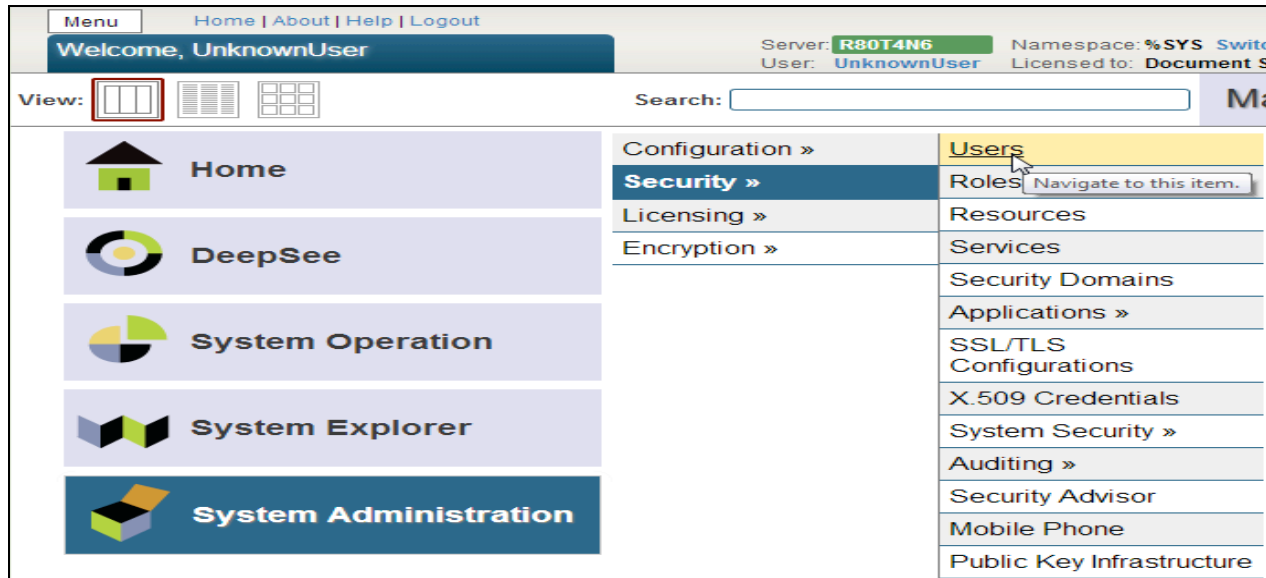 Menu
Home | About | Help | Logout
Welcome, UnknownUser
Server: R80T4N6
Namespace: %SYS
User: UnknownUser
Licensed to: Document
View:
Search:
Home
DeepSee
System Operation
System Explorer
System Administration
Configuration »
Security »
Licensing »
Encryption »
Users
Roles
Navigate to this item.
Resources
Services
Security Domains
Applications »
SSL/TLS
Configurations
X.509 Credentials
System Security »
Auditing »
Security Advisor
Mobile Phone
Public Key Infrastructure